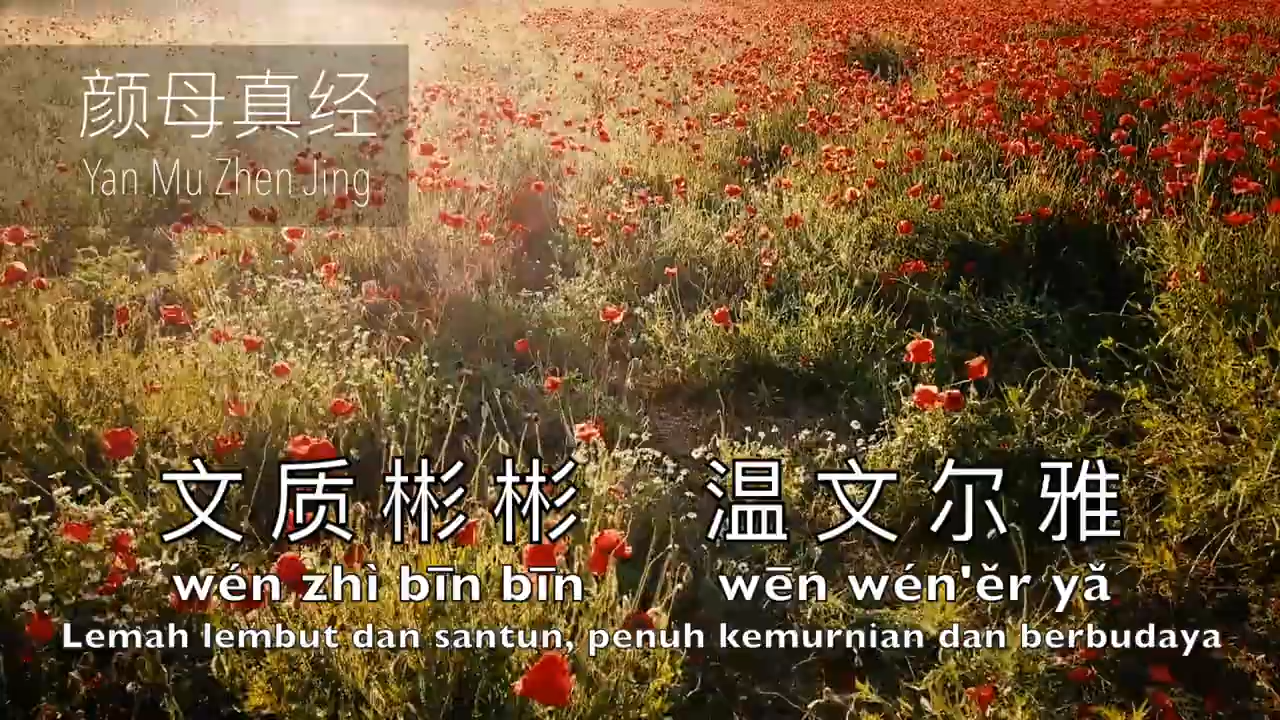 颜母真经
Yan Mu Zhen Jing
文质彬彬 温文尔雅
wén zhì bīn bīn wēn wén'ěr yǎ
Lemah lembut dan santun, penuh kemurnian dan berbudaya